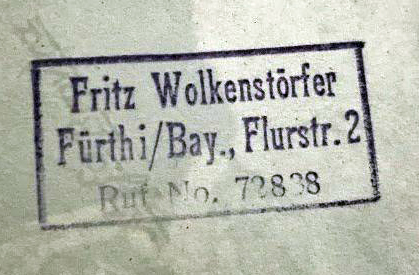 Fritz Wolkenstörfer
Fürthi/Bay., Flurstr. 2
Ruf No. 72838